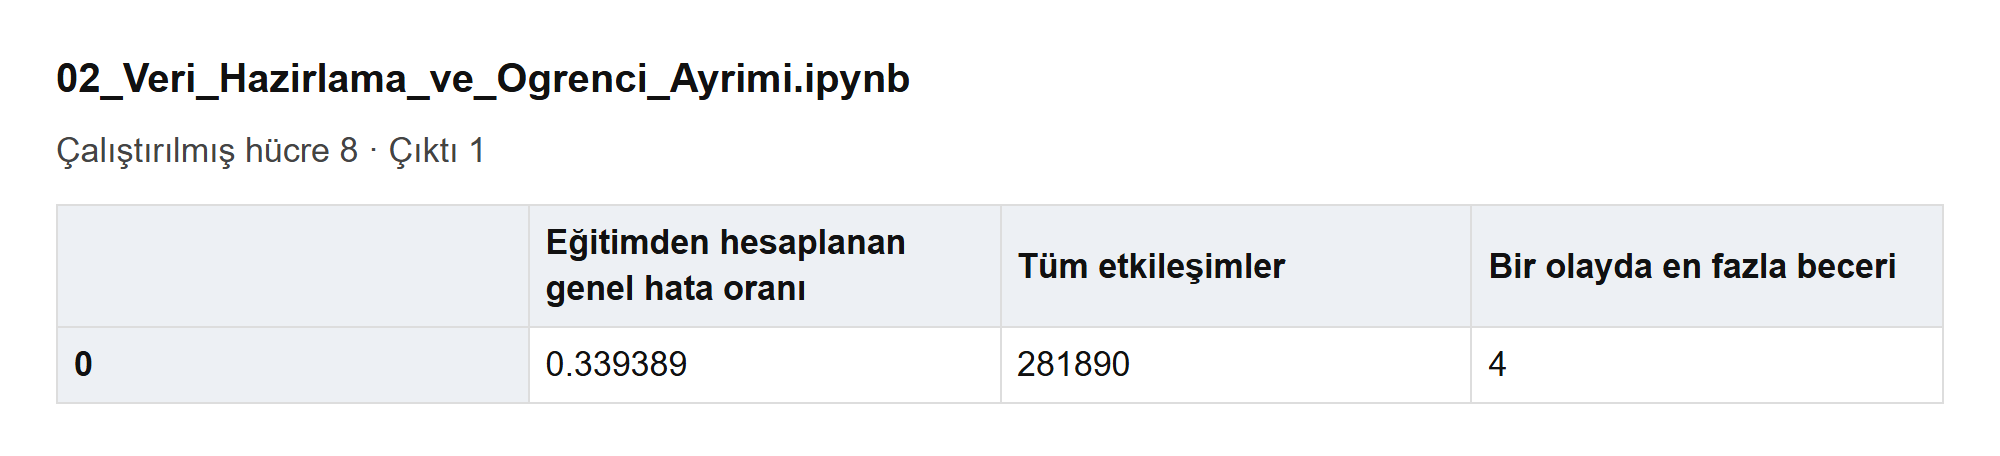 02_Veri_Hazirlama_ve_Ogrenci_Ayrimi.ipynb
Çalıştırılmış hücre 8 · Çıktı 1
Eğitimden hesaplanan
genel hata oranı
Tüm etkileşimler
Bir olayda en fazla beceri
0
0.339389
281890
4